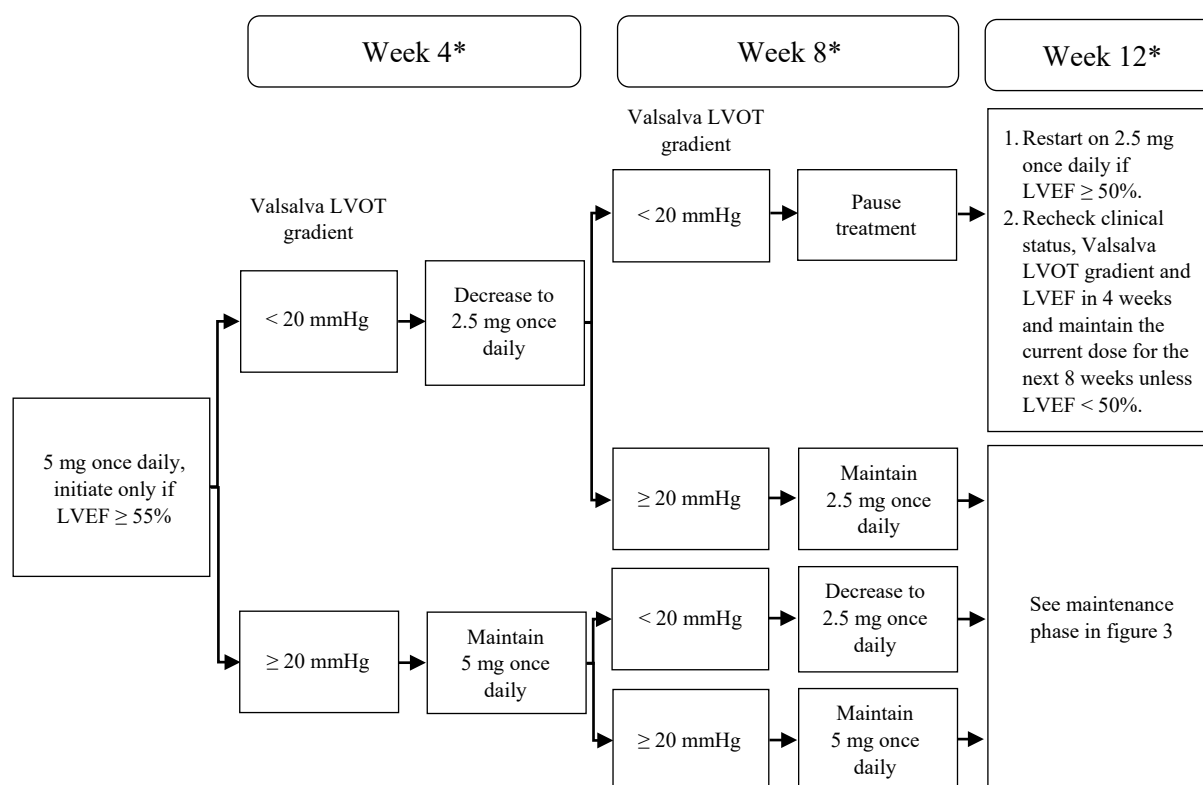 Week 4*
Week 8*
Week 12*
5 mg once daily,
initiate only if
LVEF ≥ 55%
Valsalva LVOT
gradient
< 20 mmHg
Decrease to
2.5 mg once
daily
≥ 20 mmHg
Maintain
5 mg once
daily
Valsalva LVOT
gradient
< 20 mmHg
Pause
treatment
≥ 20 mmHg
Maintain
2.5 mg once
daily
< 20 mmHg
Decrease to
2.5 mg once
daily
≥ 20 mmHg
Maintain
5 mg once
daily
1. Restart on 2.5 mg
once daily if
LVEF ≥ 50%.
2. Recheck clinical
status, Valsalva
LVOT gradient and
LVEF in 4 weeks
and maintain the
current dose for the
next 8 weeks unless
LVEF < 50%.
See maintenance
phase in figure 3